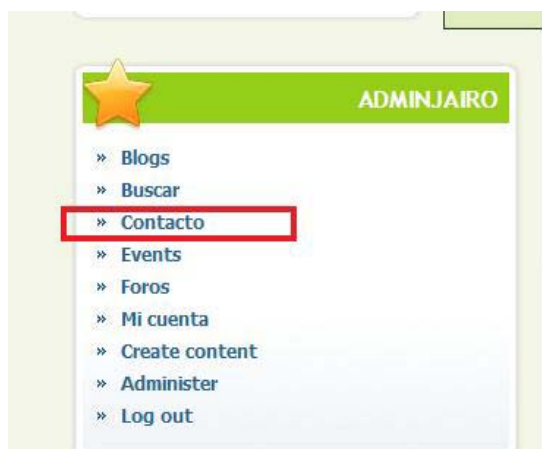 ADMINJAIRO
» Blogs
» Buscar
» Contacto
» Events
» Foros
» Mi cuenta
» Create content
» Administer
» Log out